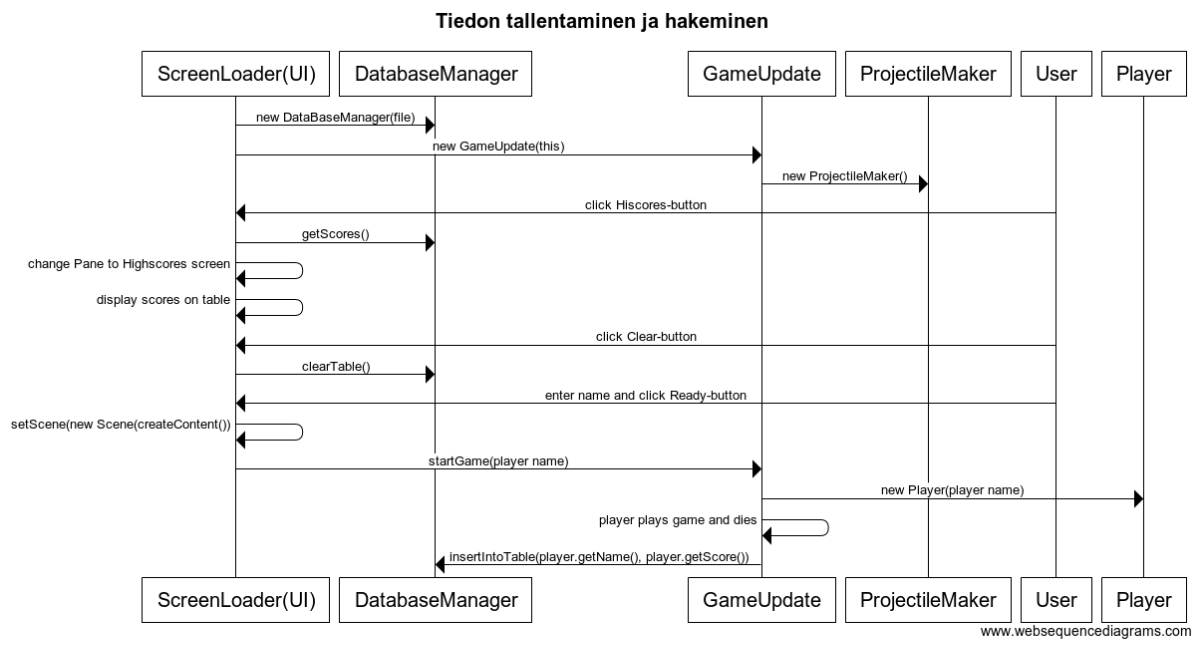 Tiedon tallentaminen ja hakeminen
ScreenLoader(UI) DatabaseManager GameUpdate ProjectileMaker User Player
new DataBaseManager(file)
new GameUpdate(this)
new ProjectileMaker()
click Hiscores-button
getScores()
change Pane to Highscores screen
display scores on table
click Clear-button
clearTable()
enter name and click Ready-button
setScene(new Scene(createContent())
startGame(player name)
new Player(player name)
player plays game and dies
insertIntoTable(player.getName(), player.getScore())
ScreenLoader(UI) DatabaseManager GameUpdate ProjectileMaker User Player
www.websequencediagrams.com